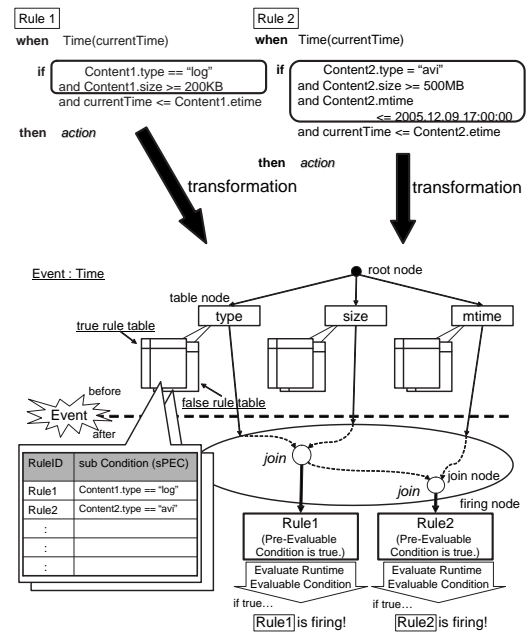 Rule 1
when Time(currentTime)
if Content1.type == “log”
and Content1.size >= 200KB
and currentTime <= Content1.etime
then action
Rule 2
when Time(currentTime)
if Content2.type = “avi”
and Content2.size >= 500MB
and Content2.mtime
<= 2005.12.09 17:00:00
and currentTime <= Content2.etime
then action
transformation
transformation
Event : Time
root node
table node
type
size
mtime
true rule table
false rule table
before
Event
after
RuleID sub Condition (sPEC)
Rule1 Content1.type == “log”
Rule2 Content2.type == “avi”
:
:
:
join
join
join node
firing node
Rule1
(Pre-Evaluable
Condition is true.)
Evaluate Runtime
Evaluable Condition
if true…
Rule1 is firing!
Rule2
(Pre-Evaluable
Condition is true.)
Evaluate Runtime
Evaluable Condition
if true…
Rule2 is firing!